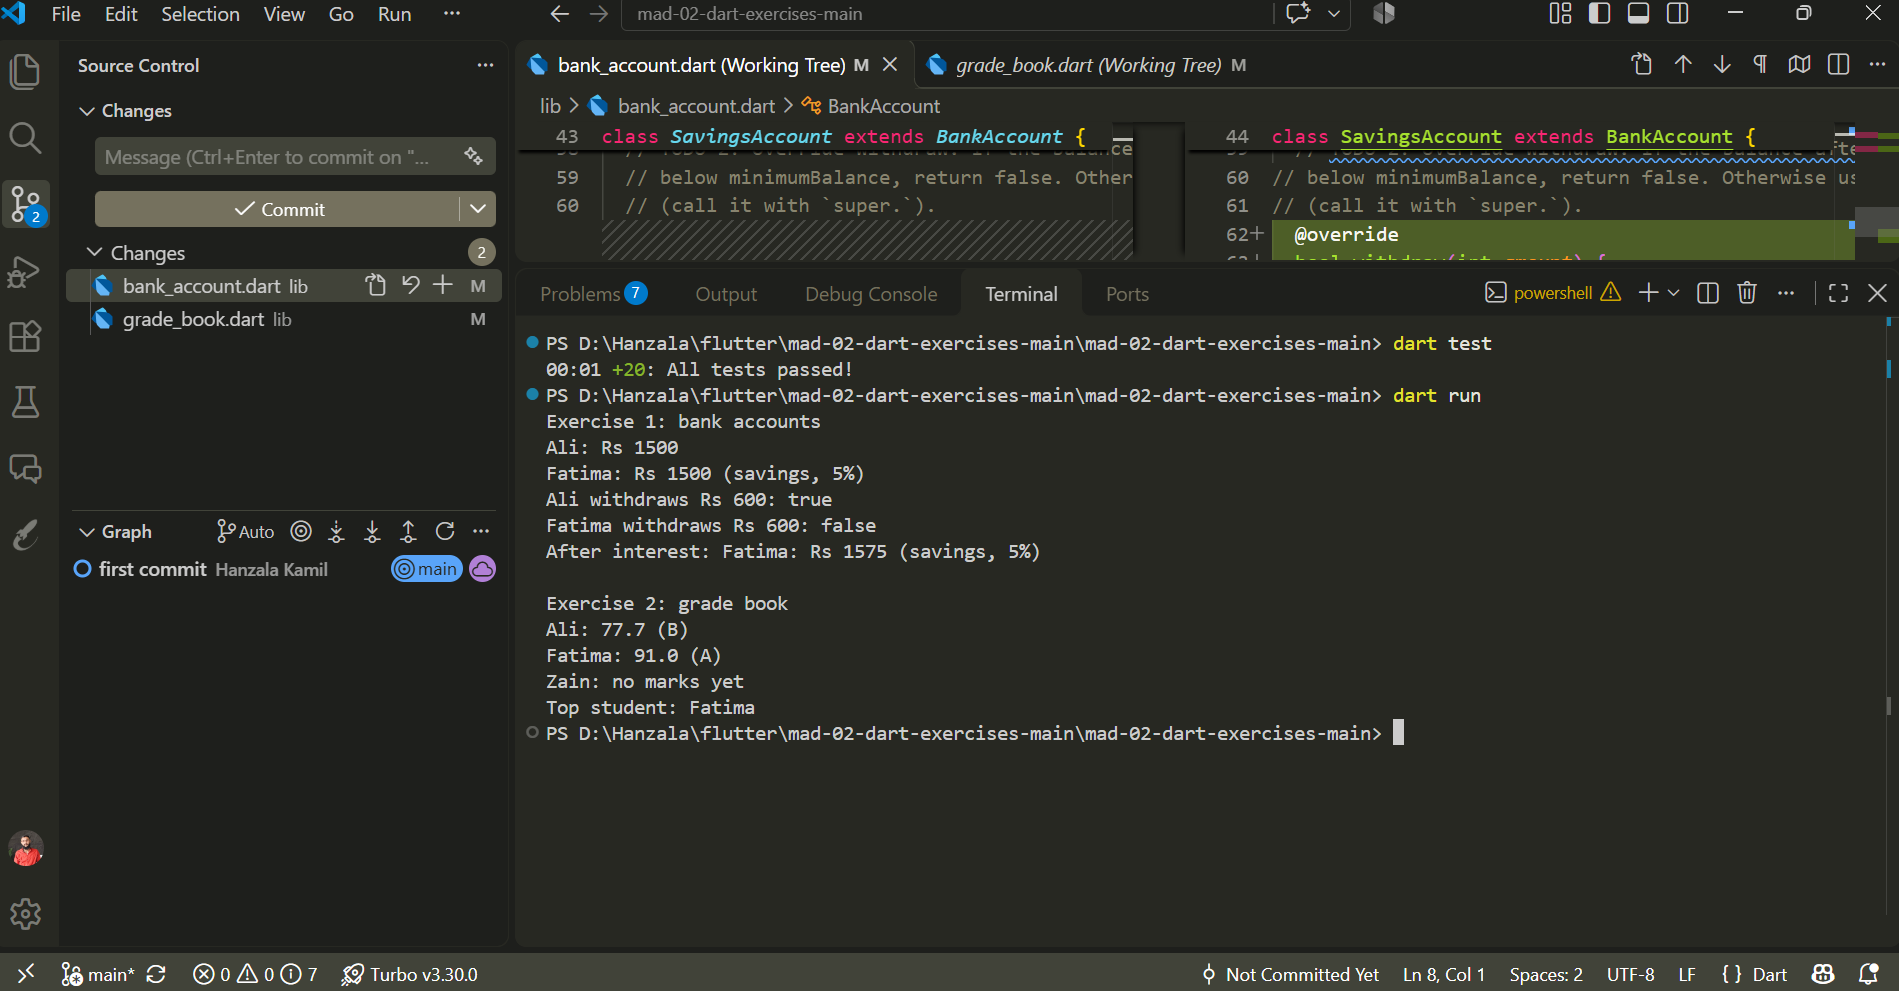 File Edit Selection View Go Run ··· mad-02-dart-exercises-main
Source Control
Changes
Message (Ctrl+Enter to commit on "...
Commit
Changes 2
bank_account.dart lib M
grade_book.dart lib M
Graph Auto
first commit Hanzala Kamil main
2
bank_account.dart (Working Tree) M
grade_book.dart (Working Tree) M
lib > bank_account.dart > BankAccount
43 class SavingsAccount extends BankAccount {
59 // below minimumBalance, return false. Other
60 // (call it with `super.`).
44 class SavingsAccount extends BankAccount {
60 // below minimumBalance, return false. Otherwise us
61 // (call it with `super.`).
62+ @override
Problems 7 Output Debug Console Terminal Ports powershell
PS D:\Hanzala\flutter\mad-02-dart-exercises-main\mad-02-dart-exercises-main> dart test
00:01 +20: All tests passed!
PS D:\Hanzala\flutter\mad-02-dart-exercises-main\mad-02-dart-exercises-main> dart run
Exercise 1: bank accounts
Ali: Rs 1500
Fatima: Rs 1500 (savings, 5%)
Ali withdraws Rs 600: true
Fatima withdraws Rs 600: false
After interest: Fatima: Rs 1575 (savings, 5%)
Exercise 2: grade book
Ali: 77.7 (B)
Fatima: 91.0 (A)
Zain: no marks yet
Top student: Fatima
PS D:\Hanzala\flutter\mad-02-dart-exercises-main\mad-02-dart-exercises-main>
main* 0 0 7 Turbo v3.30.0 Not Committed Yet Ln 8, Col 1 Spaces: 2 UTF-8 LF { } Dart